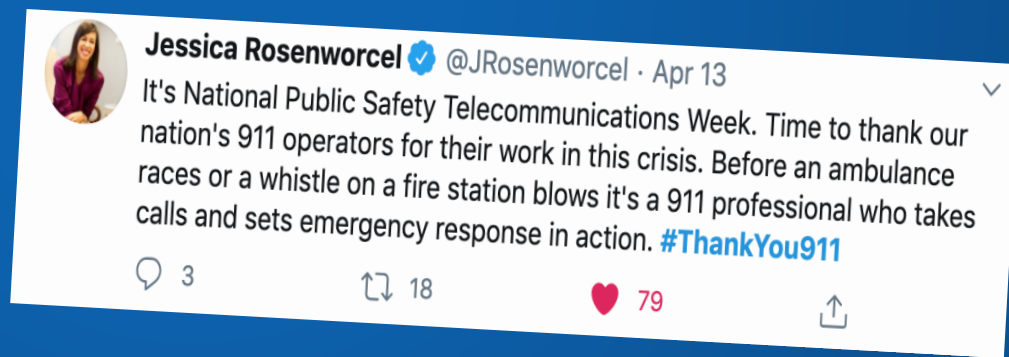 Jessica Rosenworcel @JRosenworcel · Apr 13
It's National Public Safety Telecommunications Week. Time to thank our
nation's 911 operators for their work in this crisis. Before an ambulance
races or a whistle on a fire station blows it's a 911 professional who takes
calls and sets emergency response in action. #ThankYou911
3 18 79